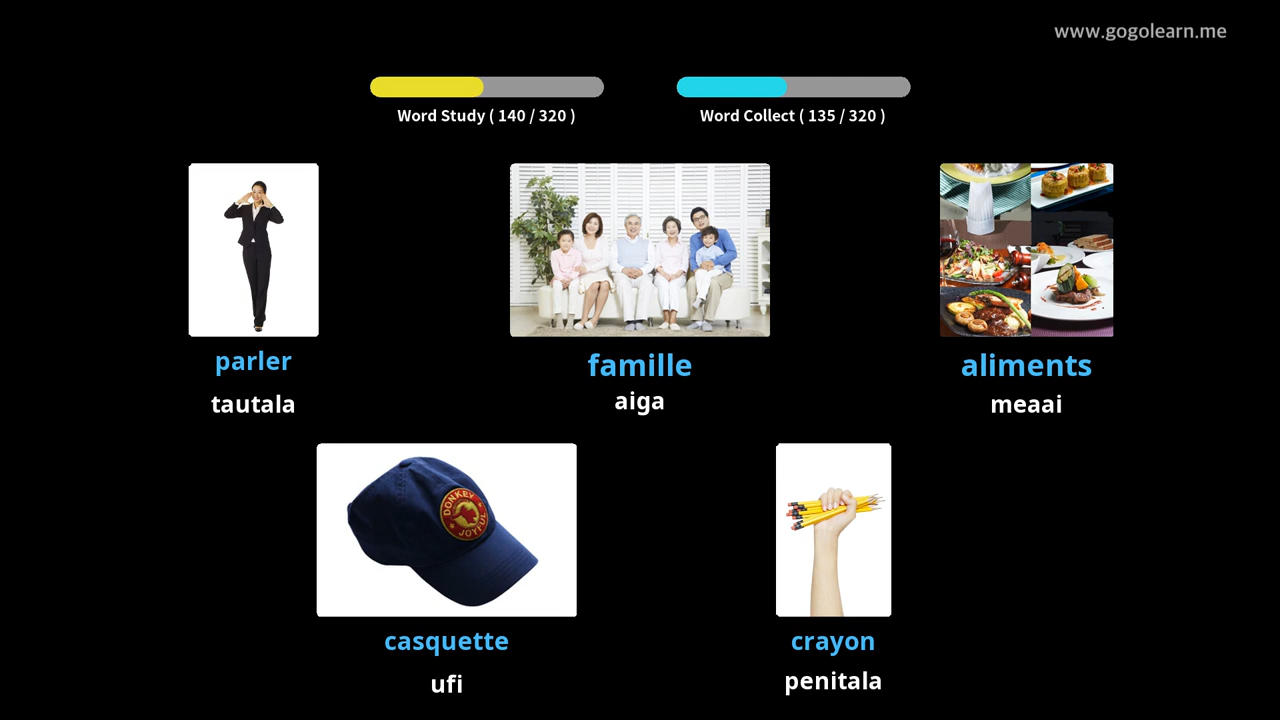 www.gogolearn.me
Word Study ( 140 / 320 )
Word Collect ( 135 / 320 )
parler
famille
aliments
tautala
aiga
meaai
DONKEY
JOYFUL
casquette
crayon
ufi
penitala